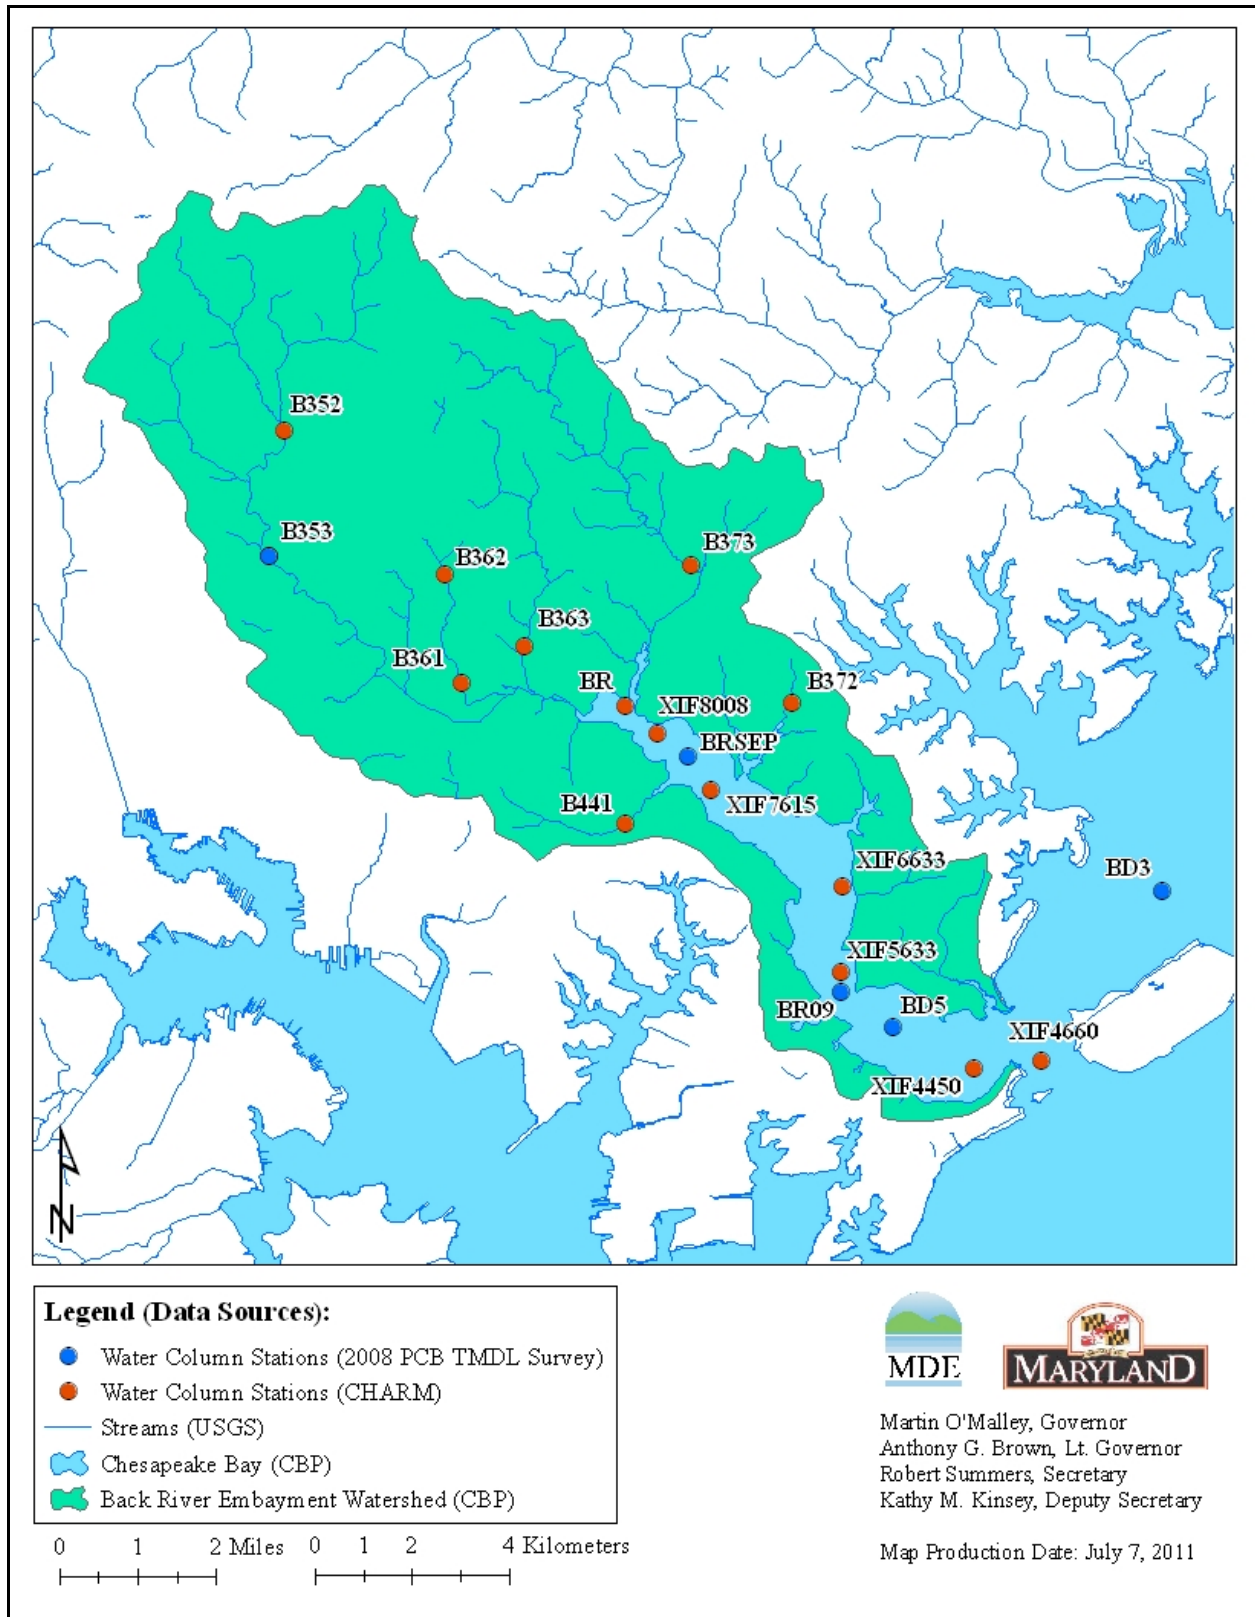 B352
B353
B362
B373
B363
B361
BR
B372
XIF8008
BRSEP
B441
XIF7615
XIF6633
BD3
XIF5633
BR09
BD5
XIF4660
XIF4450
N
Legend (Data Sources):
Water Column Stations (2008 PCB TMDL Survey)
Water Column Stations (CHARM)
Streams (USGS)
Chesapeake Bay (CBP)
Back River Embayment Watershed (CBP)
0 1 2 Miles 0 1 2 4 Kilometers
MDE
MARYLAND
Martin O'Malley, Governor
Anthony G. Brown, Lt. Governor
Robert Summers, Secretary
Kathy M. Kinsey, Deputy Secretary
Map Production Date: July 7, 2011